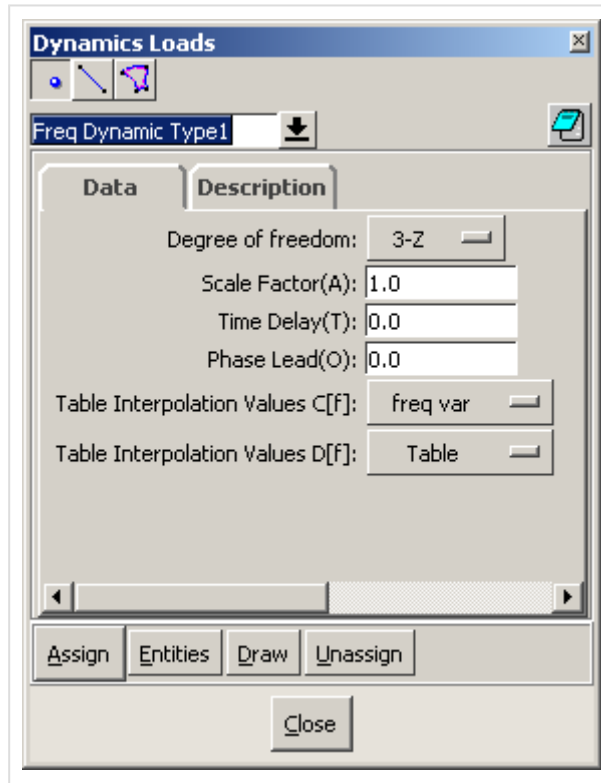 Dynamics Loads
Freq Dynamic Type1
Data Description
Degree of freedom: 3-Z
Scale Factor(A): 1.0
Time Delay(T): 0.0
Phase Lead(O): 0.0
Table Interpolation Values C[f]: freq var
Table Interpolation Values D[f]: Table
Assign Entities Draw Unassign
Close